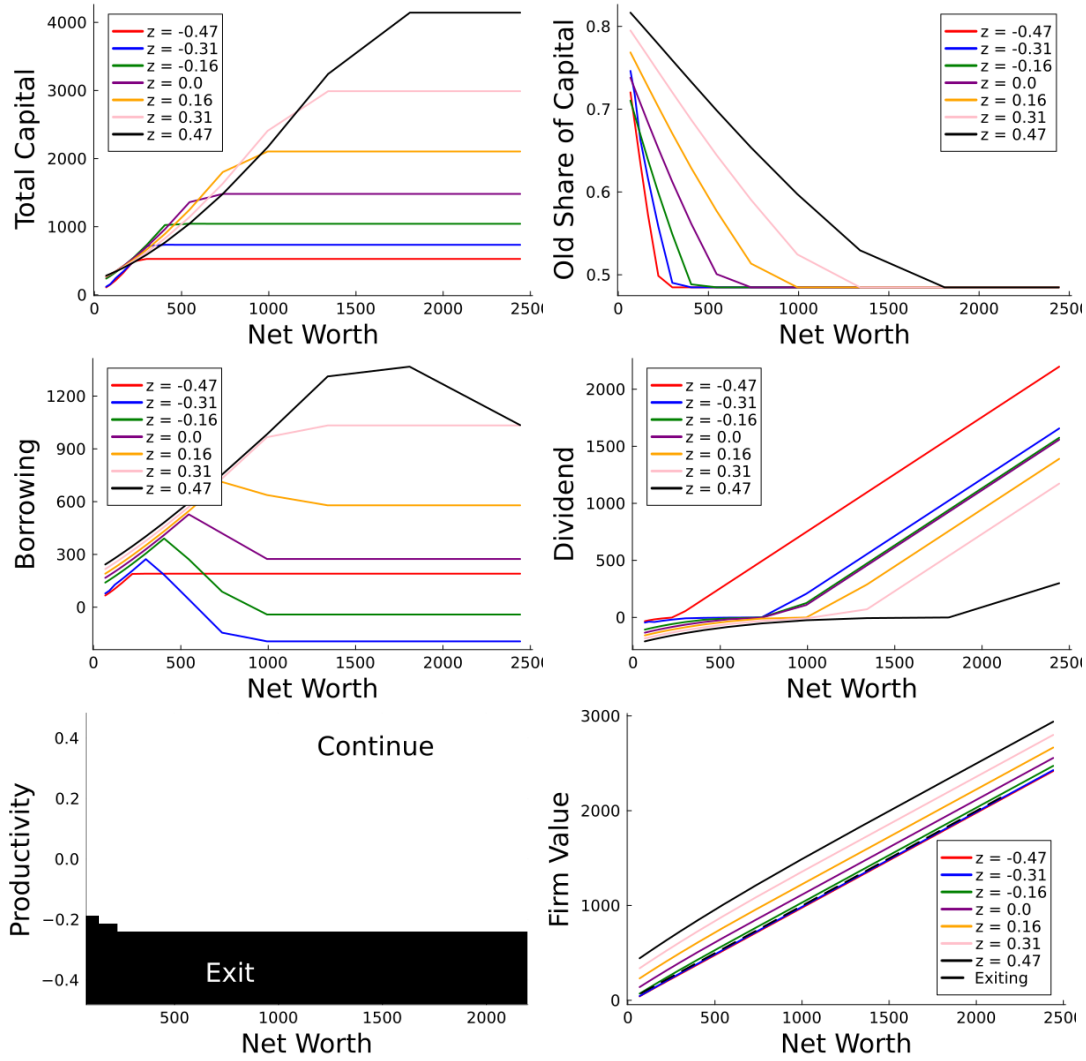 Total Capital
4000
3000
2000
1000
0
z = -0.47
z = -0.31
z = -0.16
z = 0.0
z = 0.16
z = 0.31
z = 0.47
0 500 1000 1500 2000 2500
Net Worth
Old Share of Capital
0.8
0.7
0.6
0.5
z = -0.47
z = -0.31
z = -0.16
z = 0.0
z = 0.16
z = 0.31
z = 0.47
0 500 1000 1500 2000 2500
Net Worth
Borrowing
1200
900
600
300
0
z = -0.47
z = -0.31
z = -0.16
z = 0.0
z = 0.16
z = 0.31
z = 0.47
0 500 1000 1500 2000 2500
Net Worth
Dividend
2000
1500
1000
500
0
z = -0.47
z = -0.31
z = -0.16
z = 0.0
z = 0.16
z = 0.31
z = 0.47
0 500 1000 1500 2000 2500
Net Worth
Productivity
0.4
0.2
0.0
−0.2
−0.4
Continue
Exit
500 1000 1500 2000
Net Worth
Firm Value
3000
2000
1000
0
z = -0.47
z = -0.31
z = -0.16
z = 0.0
z = 0.16
z = 0.31
z = 0.47
Exiting
0 500 1000 1500 2000 2500
Net Worth